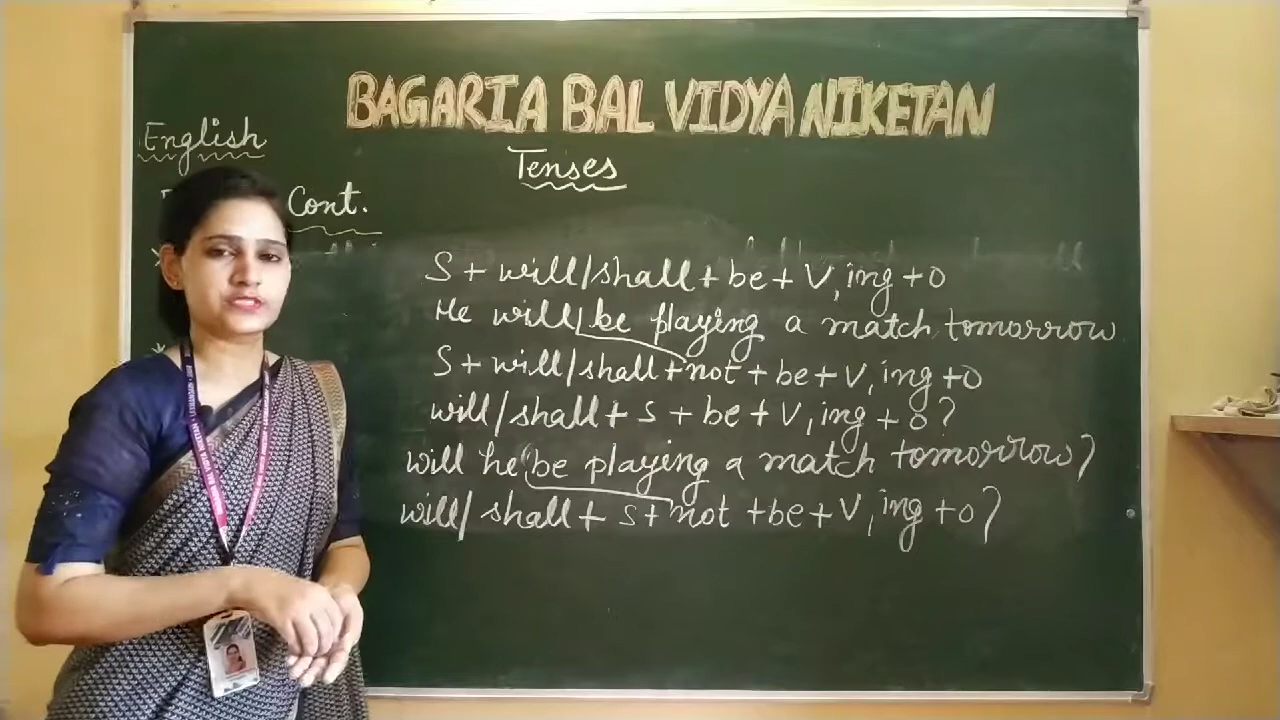 BAGARIA BAL VIDYA NIKETAN
English
Tenses
Cont.
S + will/shall + be + V, ing + O
He will be playing a match tomorrow
S + will/shall + not + be + V, ing + O
will/shall + S + be + V, ing + O?
will he be playing a match tomorrow?
will/shall + S + not + be + V, ing + O?